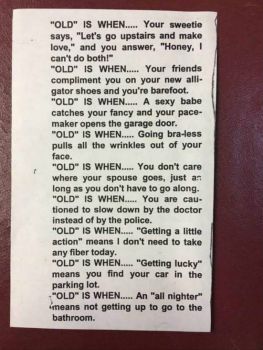 "OLD" IS WHEN..... Your sweetie
says, "Let's go upstairs and make
love," and you answer, "Honey, I
can't do both!"
"OLD" IS WHEN..... Your friends
compliment you on your new alli-
gator shoes and you're barefoot.
"OLD" IS WHEN..... A sexy babe
catches your fancy and your pace-
maker opens the garage door.
"OLD" IS WHEN..... Going bra-less
pulls all the wrinkles out of your
face.
"OLD" IS WHEN..... You don't care
where your spouse goes, just as
long as you don't have to go along.
"OLD" IS WHEN..... You are cau-
tioned to slow down by the doctor
instead of by the police.
"OLD" IS WHEN..... "Getting a little
action" means I don't need to take
any fiber today.
"OLD" IS WHEN..... "Getting lucky"
means you find your car in the
parking lot.
"OLD" IS WHEN..... An "all nighter"
means not getting up to go to the
bathroom.